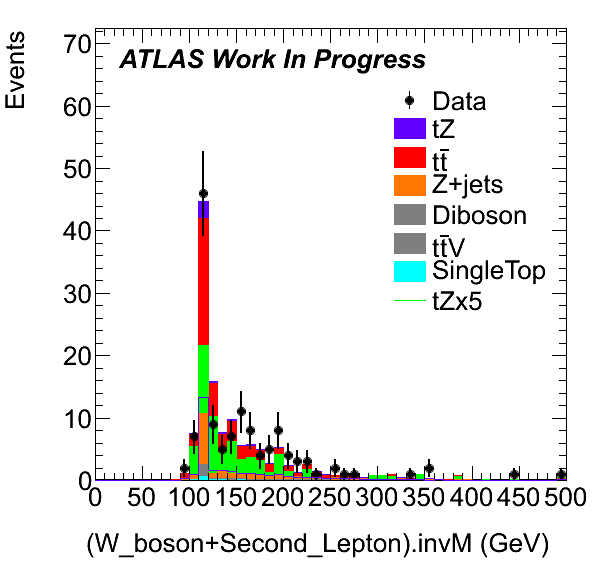 Events
70
60
50
40
30
20
10
0
ATLAS Work In Progress
Data
tZ
tt̄
Z+jets
Diboson
tt̄V
SingleTop
tZx5
0 50 100 150 200 250 300 350 400 450 500
(W_boson+Second_Lepton).invM (GeV)